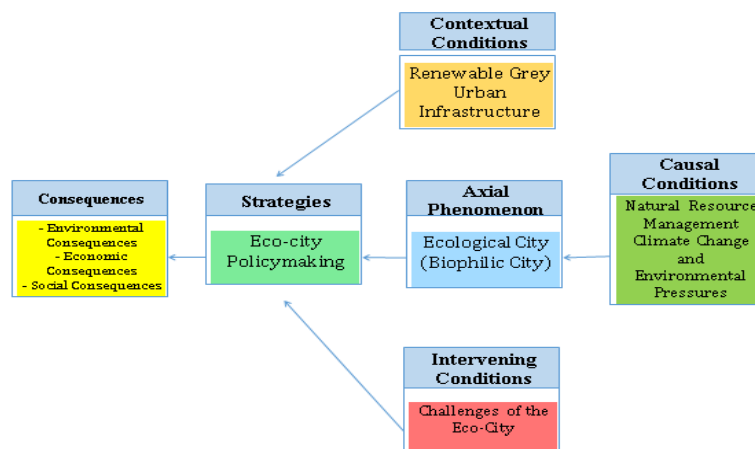 Contextual
Conditions
Renewable Grey
Urban
Infrastructure
Consequences
- Environmental
Consequences
- Economic
Consequences
- Social Consequences
Strategies
Eco-city
Policymaking
Axial
Phenomenon
Ecological City
(Biophilic City)
Causal
Conditions
Natural Resource
Management
Climate Change
and
Environmental
Pressures
Intervening
Conditions
Challenges of the
Eco-City